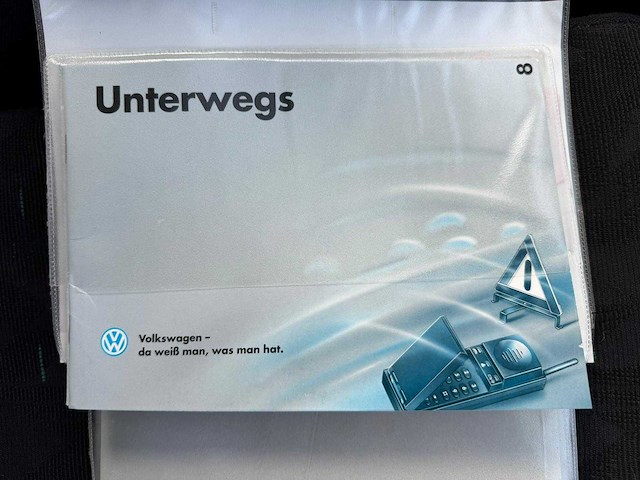 Unterwegs
8
Volkswagen –
da weiß man, was man hat.